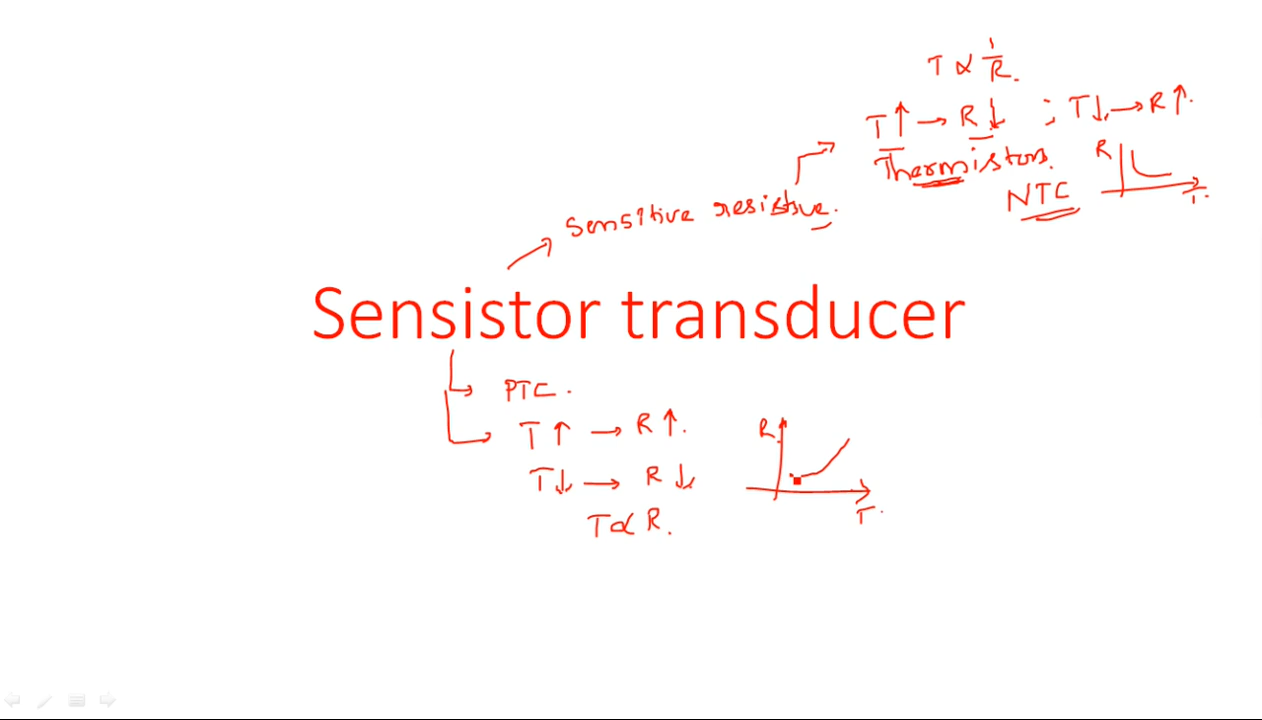 T ∝ 1/R.
T↑ → R↓ ; T↓ → R↑.
Thermistors.
NTC
R
T.
Sensitive resistive.
Sensistor transducer
PTC.
T↑ → R↑.
T↓ → R↓
T∝R.
R
T.